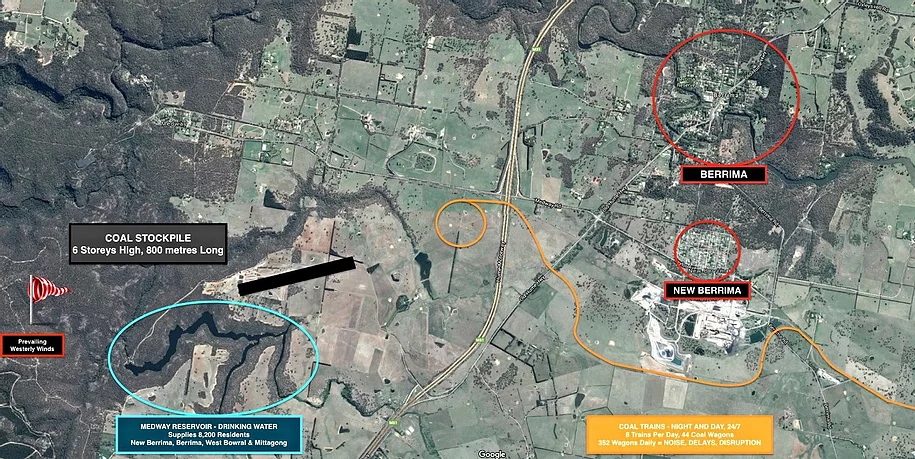 BERRIMA
COAL STOCKPILE
6 Storeys High, 800 metres Long
NEW BERRIMA
Prevailing
Westerly Winds
MEDWAY RESERVOIR - DRINKING WATER
Supplies 8,200 Residents
New Berrima, Berrima, West Bowral & Mittagong
COAL TRAINS - NIGHT AND DAY, 24/7
8 Trains Per Day, 44 Coal Wagons
352 Wagons Daily = NOISE, DELAYS, DISRUPTION
Google